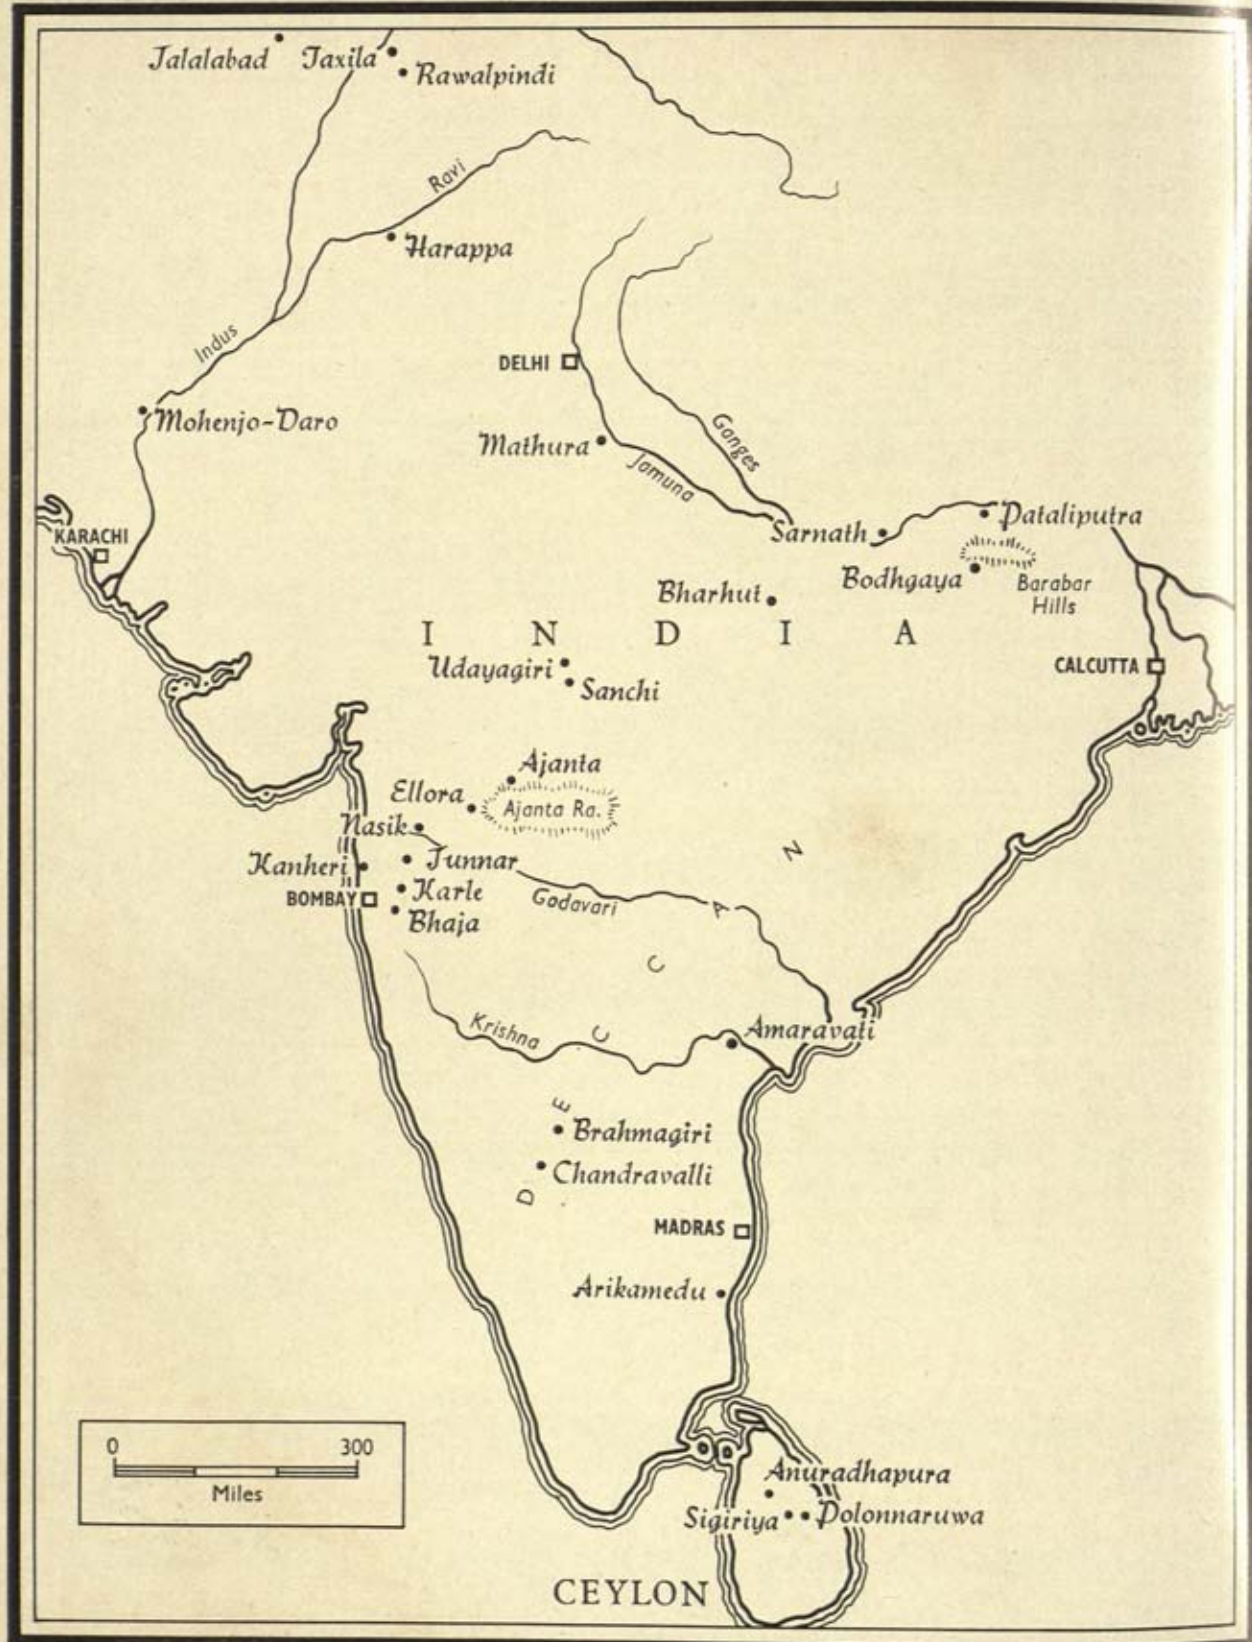 Jalalabad
Taxila
Rawalpindi
Ravi
Harappa
Indus
DELHI
Mohenjo-Daro
Mathura
Ganges
Jamuna
KARACHI
Sarnath
Pataliputra
Bodhgaya
Barabar
Hills
Bharhut
INDIA
Udayagiri
Sanchi
CALCUTTA
Ajanta
Ellora
Ajanta Ra.
Nasik
Junnar
Kanheri
Karle
BOMBAY
Bhaja
Godavari
DECCAN
Krishna
Amaravati
Brahmagiri
Chandravalli
MADRAS
Arikamedu
0 300
Miles
Anuradhapura
Sigiriya
Polonnaruwa
CEYLON